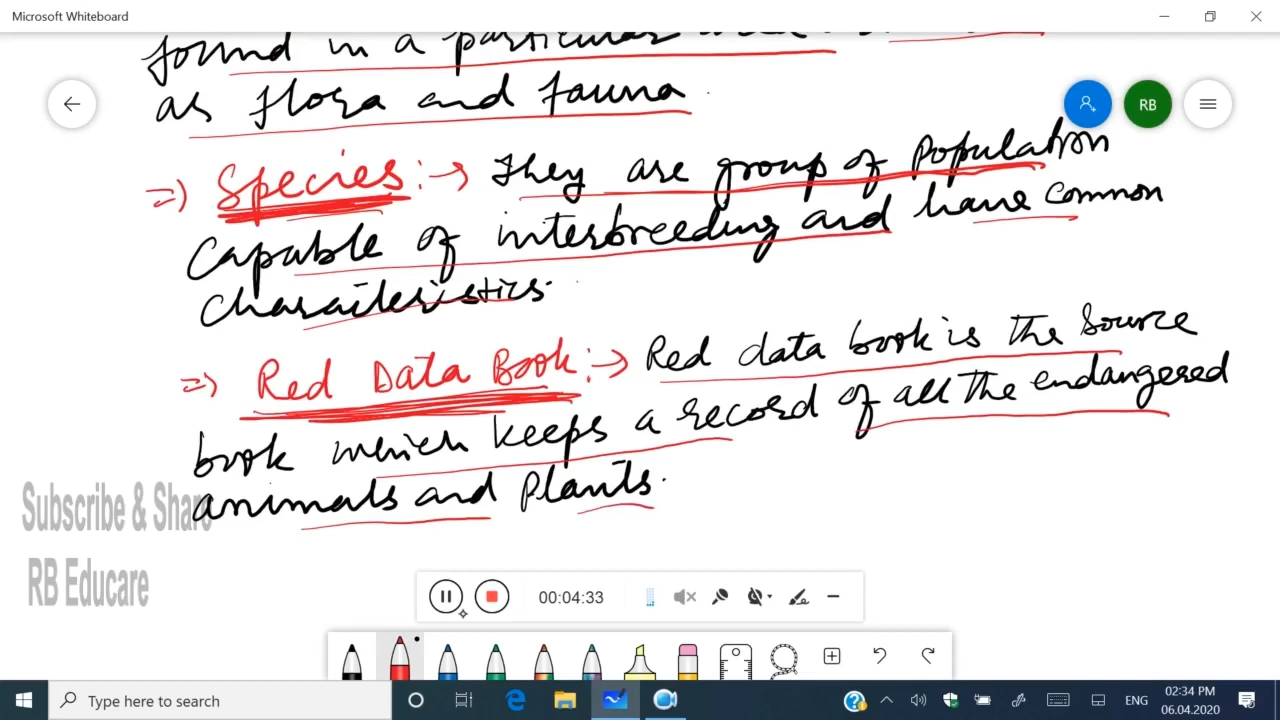 Microsoft Whiteboard
found in a particular
as flora and fauna
RB
=> Species :→ They are group of population
capable of interbreeding and have common
characteristics.
=> Red Data Book :→ Red data book is the source
book which keeps a record of all the endangered
animals and plants.
Subscribe & Share
RB Educare
00:04:33
Type here to search
ENG
02:34 PM
06.04.2020